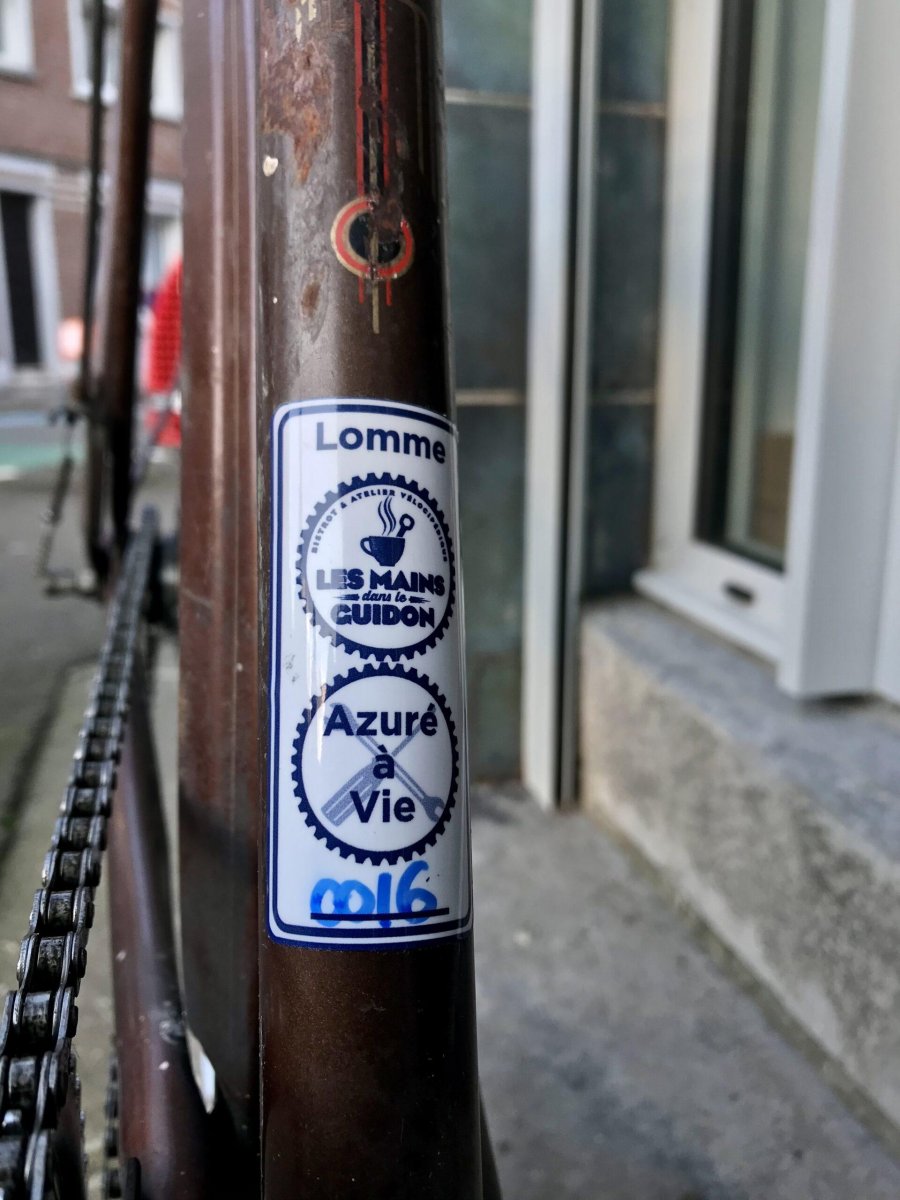 Lomme
BISTROT & ATELIER VÉLOCIPÉDIQUE
LES MAINS
dans le
GUIDON
Azuré
à
Vie
0016